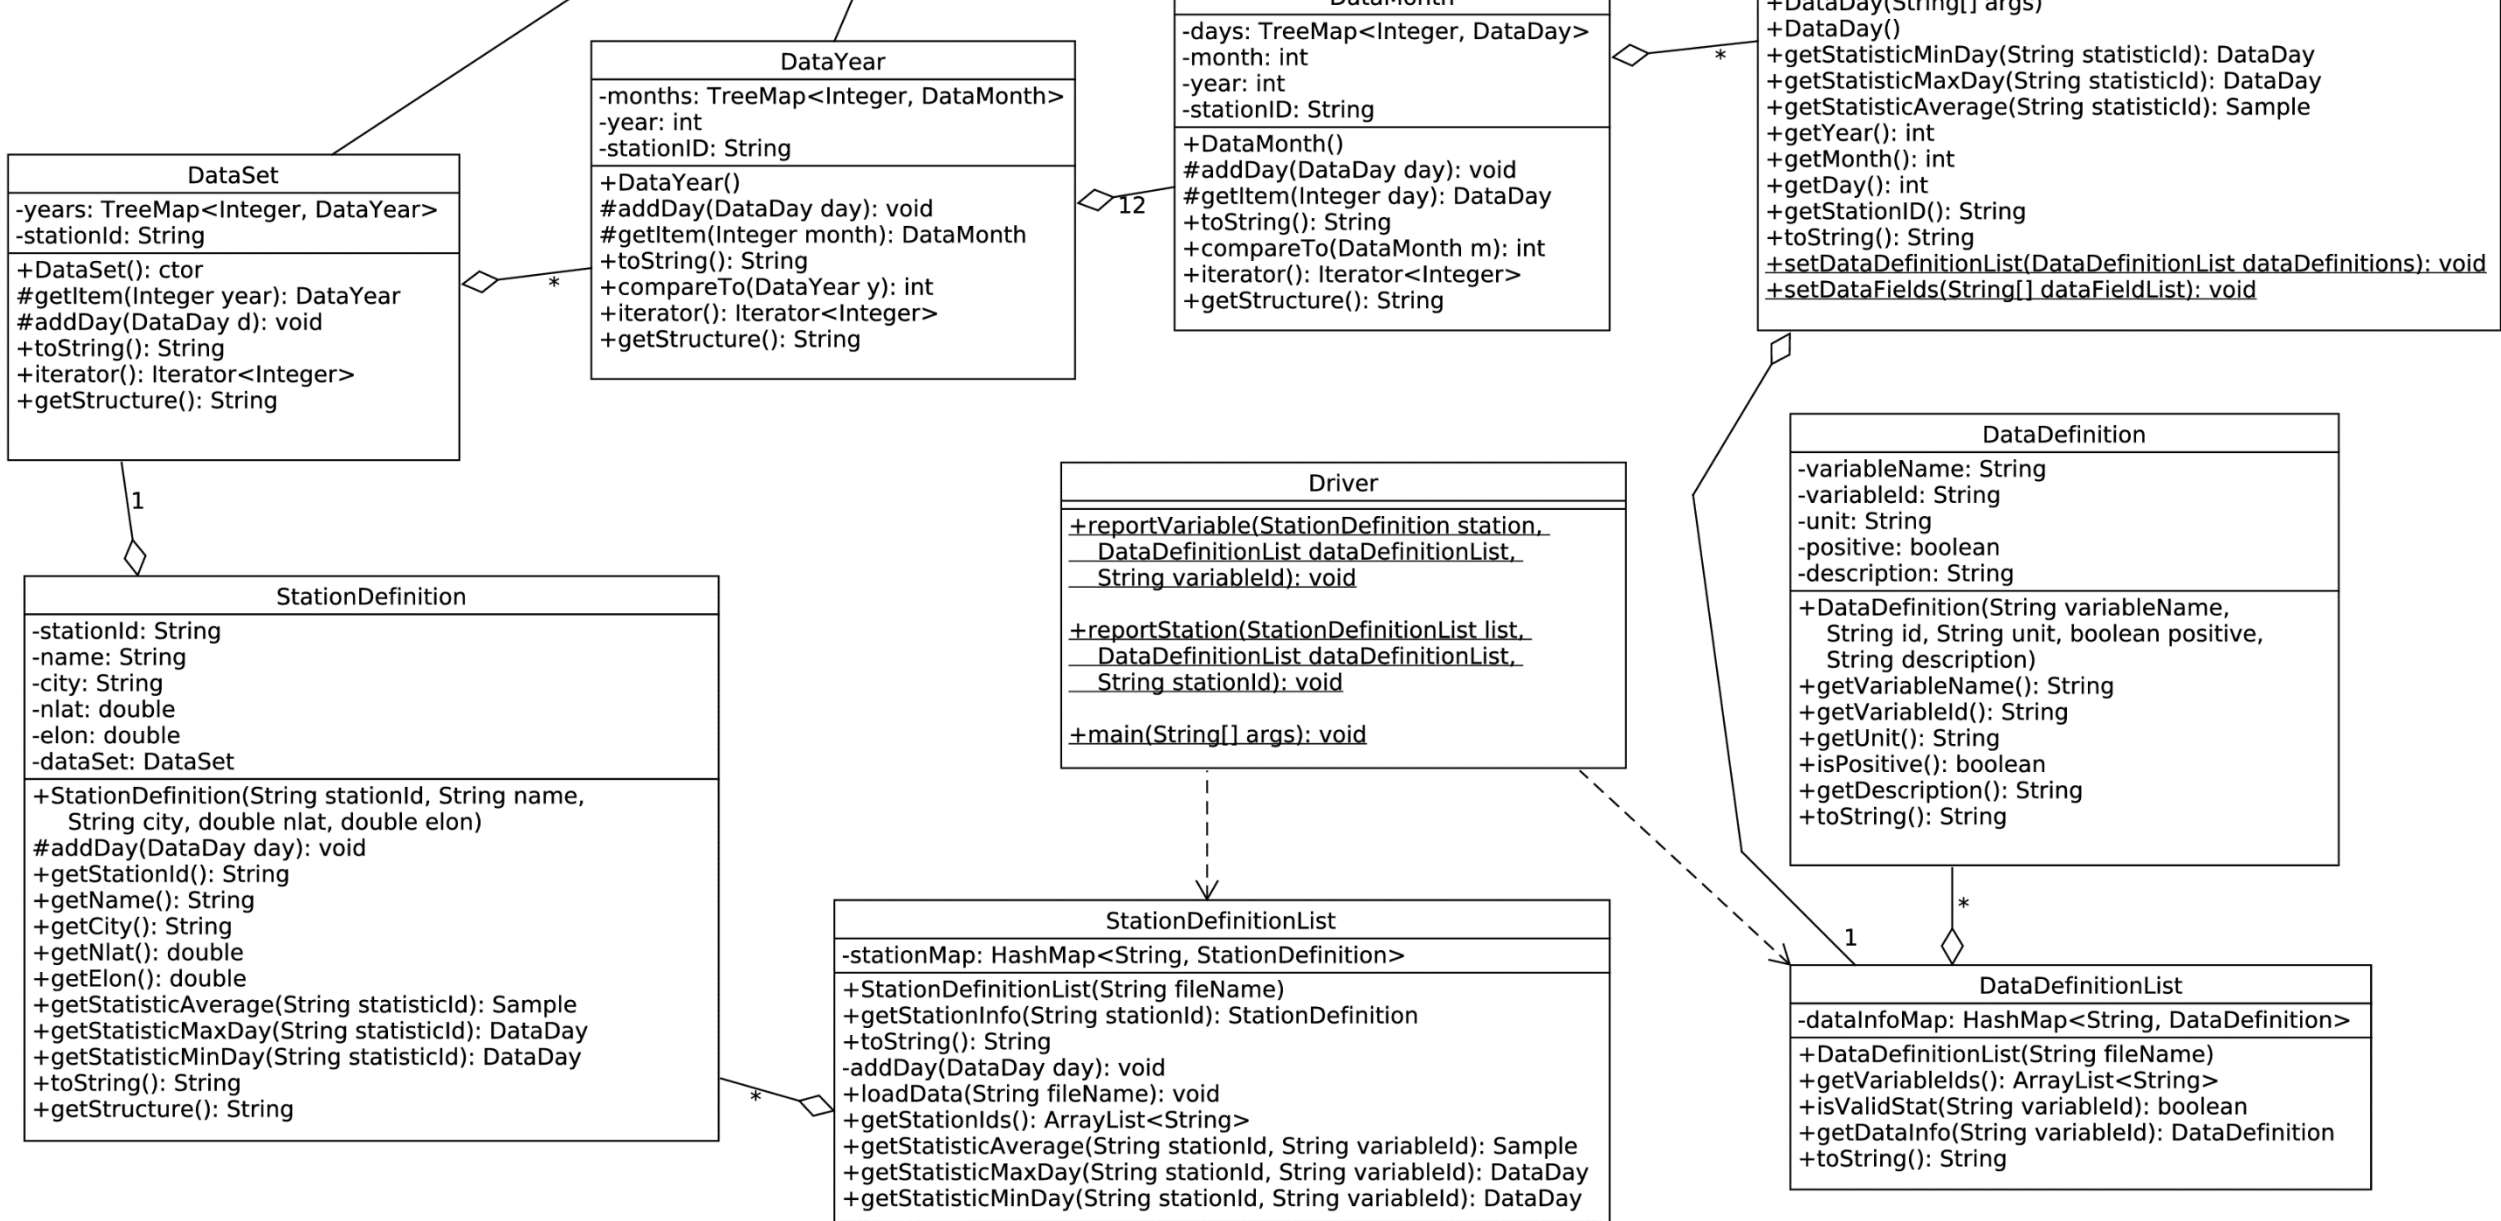 DataSet
-years: TreeMap<Integer, DataYear>
-stationId: String
+DataSet(): ctor
#getItem(Integer year): DataYear
#addDay(DataDay d): void
+toString(): String
+iterator(): Iterator<Integer>
+getStructure(): String
*
DataYear
-months: TreeMap<Integer, DataMonth>
-year: int
-stationID: String
+DataYear()
#addDay(DataDay day): void
#getItem(Integer month): DataMonth
+toString(): String
+compareTo(DataYear y): int
+iterator(): Iterator<Integer>
+getStructure(): String
12
DataMonth
-days: TreeMap<Integer, DataDay>
-month: int
-year: int
-stationID: String
+DataMonth()
#addDay(DataDay day): void
#getItem(Integer day): DataDay
+toString(): String
+compareTo(DataMonth m): int
+iterator(): Iterator<Integer>
+getStructure(): String
*
+DataDay(String[] args)
+DataDay()
+getStatisticMinDay(String statisticId): DataDay
+getStatisticMaxDay(String statisticId): DataDay
+getStatisticAverage(String statisticId): Sample
+getYear(): int
+getMonth(): int
+getDay(): int
+getStationID(): String
+toString(): String
+setDataDefinitionList(DataDefinitionList dataDefinitions): void
+setDataFields(String[] dataFieldList): void
1
StationDefinition
-stationId: String
-name: String
-city: String
-nlat: double
-elon: double
-dataSet: DataSet
+StationDefinition(String stationId, String name,
String city, double nlat, double elon)
#addDay(DataDay day): void
+getStationId(): String
+getName(): String
+getCity(): String
+getNlat(): double
+getElon(): double
+getStatisticAverage(String statisticId): Sample
+getStatisticMaxDay(String statisticId): DataDay
+getStatisticMinDay(String statisticId): DataDay
+toString(): String
+getStructure(): String
*
Driver
+reportVariable(StationDefinition station,
DataDefinitionList dataDefinitionList,
String variableId): void
+reportStation(StationDefinitionList list,
DataDefinitionList dataDefinitionList,
String stationId): void
+main(String[] args): void
StationDefinitionList
-stationMap: HashMap<String, StationDefinition>
+StationDefinitionList(String fileName)
+getStationInfo(String stationId): StationDefinition
+toString(): String
-addDay(DataDay day): void
+loadData(String fileName): void
+getStationIds(): ArrayList<String>
+getStatisticAverage(String stationId, String variableId): Sample
+getStatisticMaxDay(String stationId, String variableId): DataDay
+getStatisticMinDay(String stationId, String variableId): DataDay
DataDefinition
-variableName: String
-variableId: String
-unit: String
-positive: boolean
-description: String
+DataDefinition(String variableName,
String id, String unit, boolean positive,
String description)
+getVariableName(): String
+getVariableId(): String
+getUnit(): String
+isPositive(): boolean
+getDescription(): String
+toString(): String
*
1
DataDefinitionList
-dataInfoMap: HashMap<String, DataDefinition>
+DataDefinitionList(String fileName)
+getVariableIds(): ArrayList<String>
+isValidStat(String variableId): boolean
+getDataInfo(String variableId): DataDefinition
+toString(): String